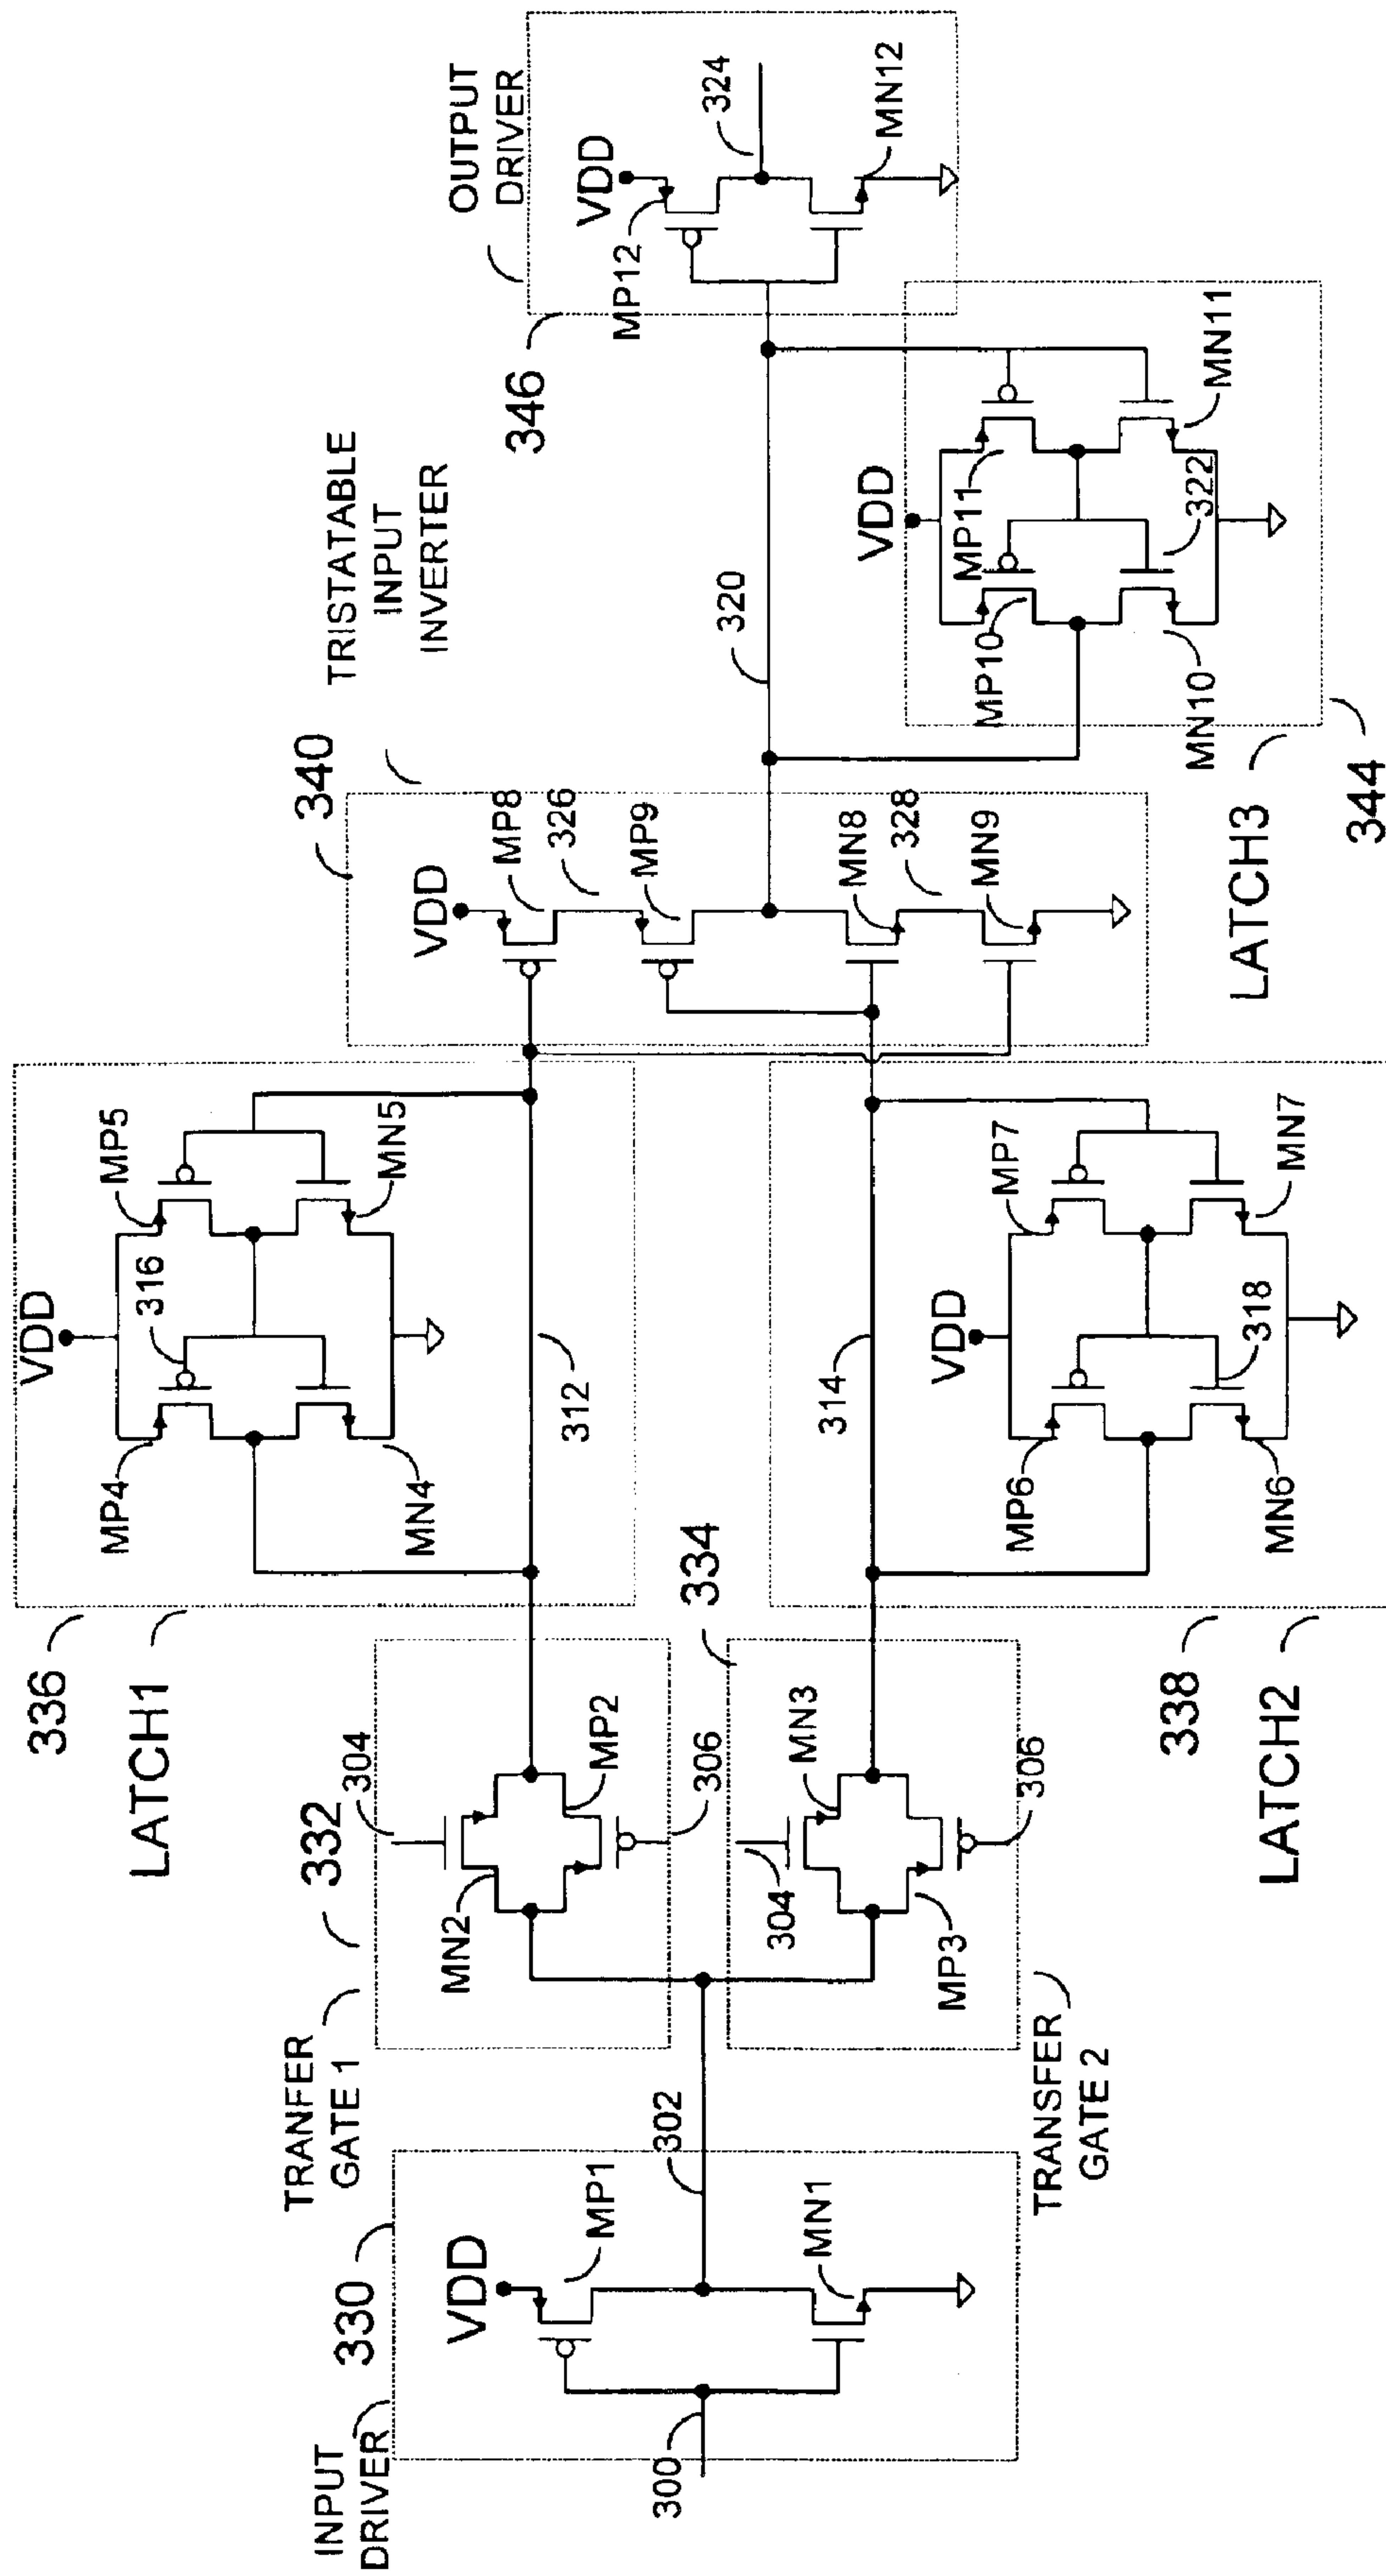 INPUT
DRIVER
330
VDD
MP1
MN1
300
302
TRANFER
GATE 1
332
304
MN2
MP2
306
TRANSFER
GATE 2
334
304
MN3
MP3
306
336
LATCH1
VDD
MP4
316
MP5
MN4
MN5
312
338
LATCH2
314
VDD
MP6
MP7
318
MN6
MN7
340
TRISTATABLE
INPUT
INVERTER
VDD
MP8
326
MP9
MN8
328
MN9
320
LATCH3
344
VDD
MP10
MP11
MN10
322
MN11
346
OUTPUT
DRIVER
VDD
MP12
324
MN12